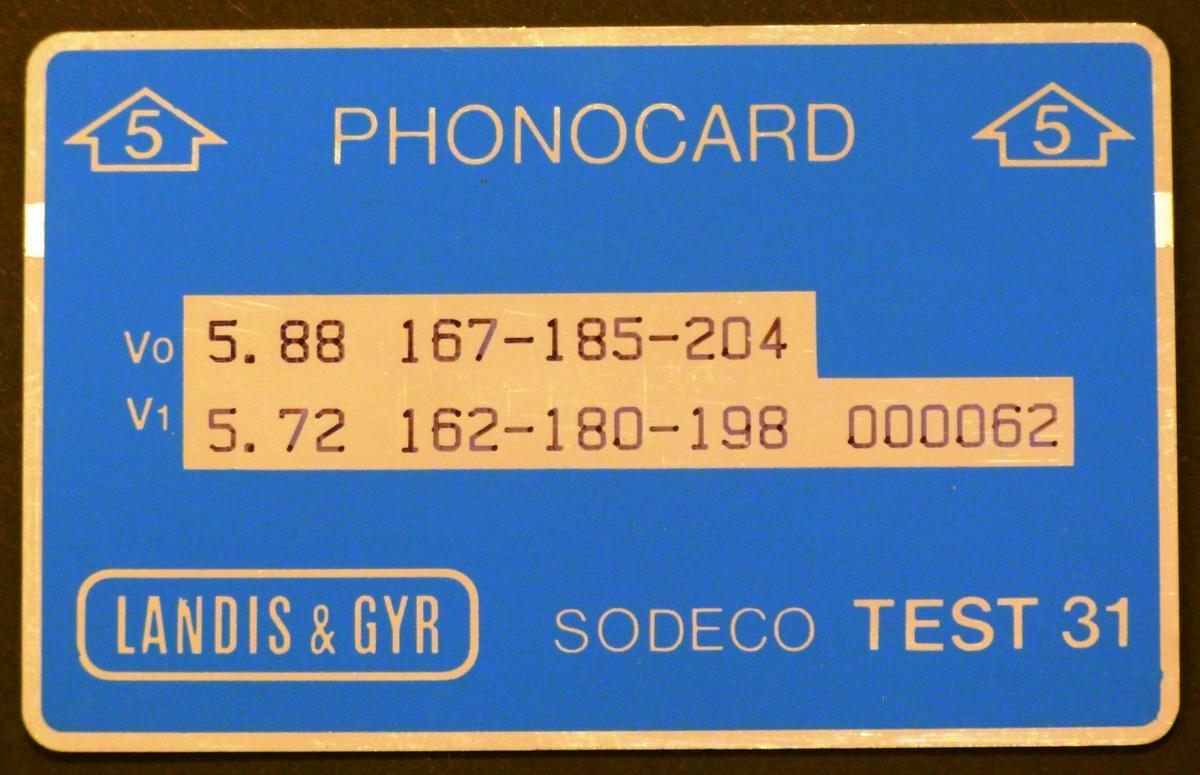 5 PHONOCARD 5
V0 5.88 167-185-204
V1 5.72 162-180-198 000062
LANDIS & GYR SODECO TEST 31